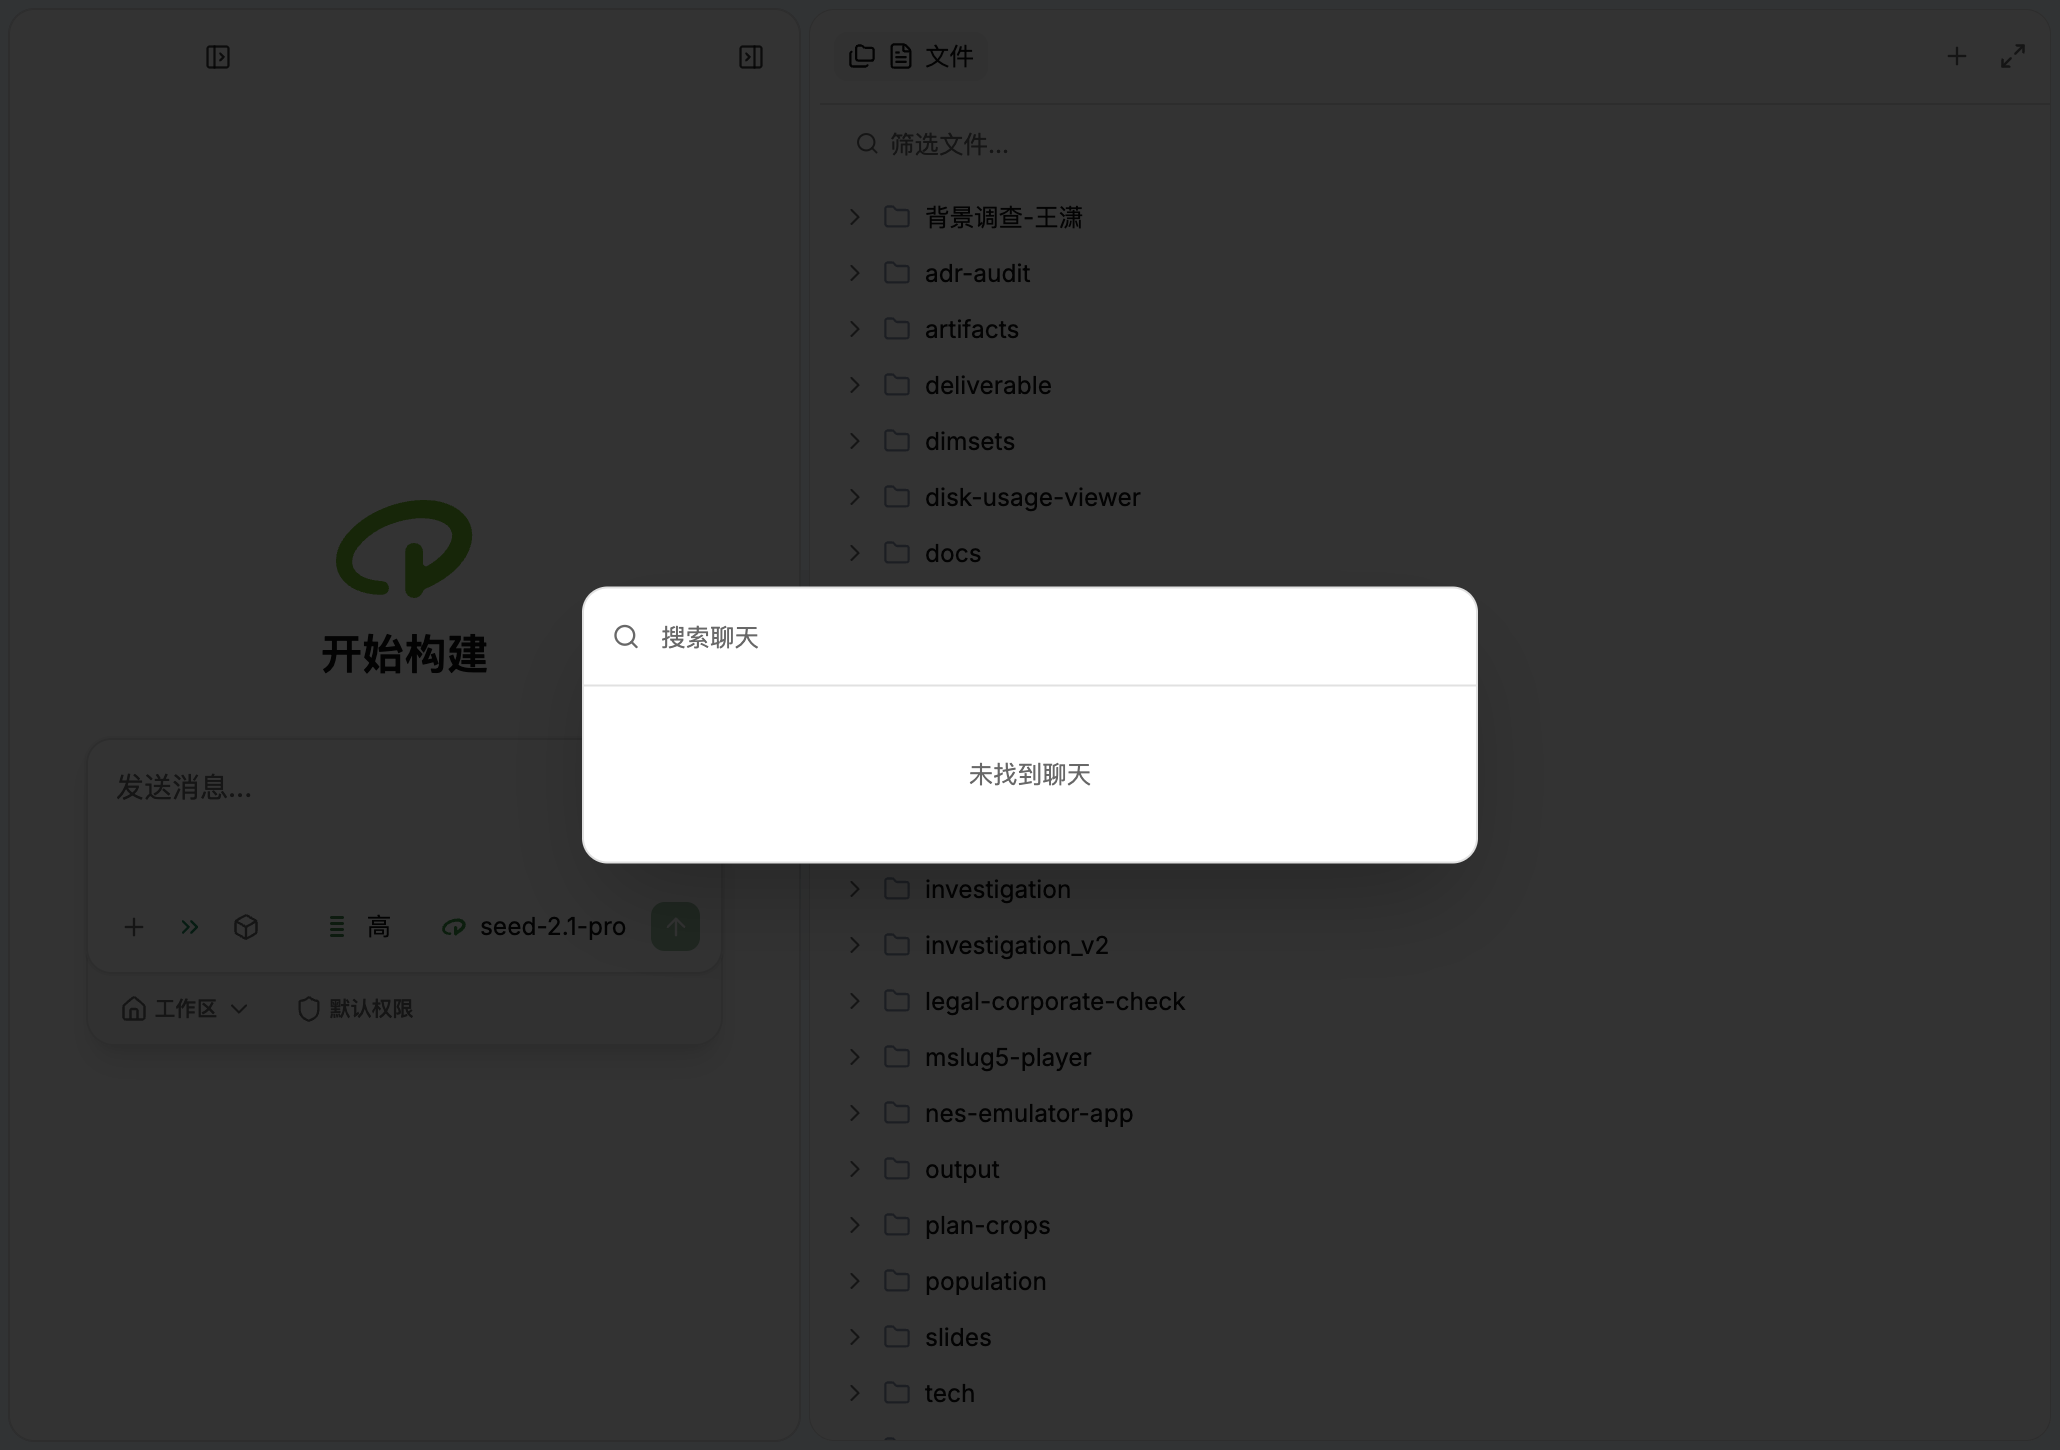 文件
筛选文件...
背景调查-王潇
adr-audit
artifacts
deliverable
dimsets
disk-usage-viewer
docs
开始构建
搜索聊天
未找到聊天
发送消息...
高
seed-2.1-pro
工作区
默认权限
investigation
investigation_v2
legal-corporate-check
mslug5-player
nes-emulator-app
output
plan-crops
population
slides
tech